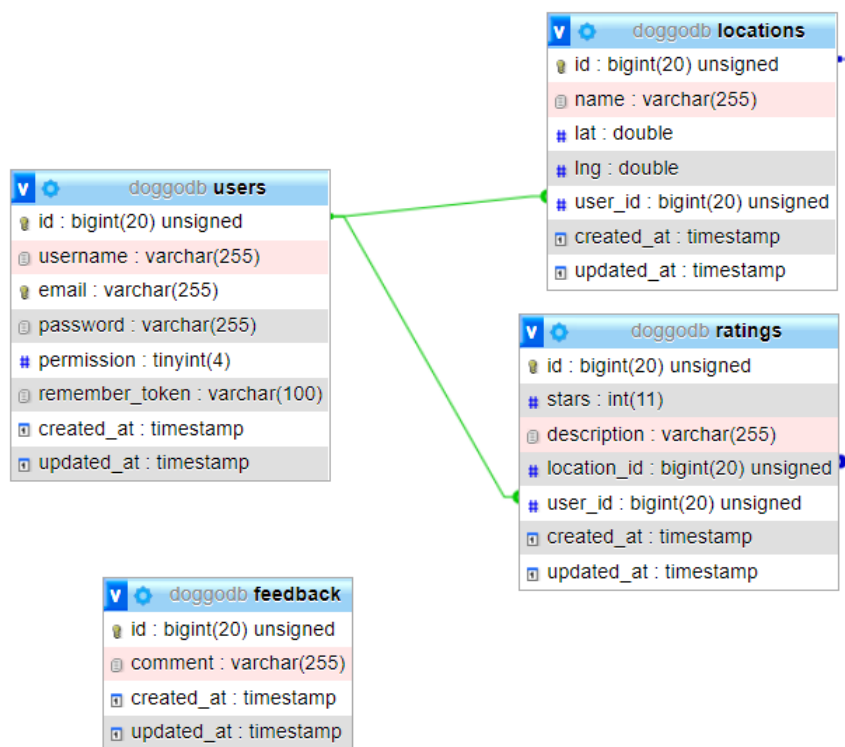 doggodb users
id : bigint(20) unsigned
username : varchar(255)
email : varchar(255)
password : varchar(255)
permission : tinyint(4)
remember_token : varchar(100)
created_at : timestamp
updated_at : timestamp
doggodb locations
id : bigint(20) unsigned
name : varchar(255)
lat : double
lng : double
user_id : bigint(20) unsigned
created_at : timestamp
updated_at : timestamp
doggodb ratings
id : bigint(20) unsigned
stars : int(11)
description : varchar(255)
location_id : bigint(20) unsigned
user_id : bigint(20) unsigned
created_at : timestamp
updated_at : timestamp
doggodb feedback
id : bigint(20) unsigned
comment : varchar(255)
created_at : timestamp
updated_at : timestamp